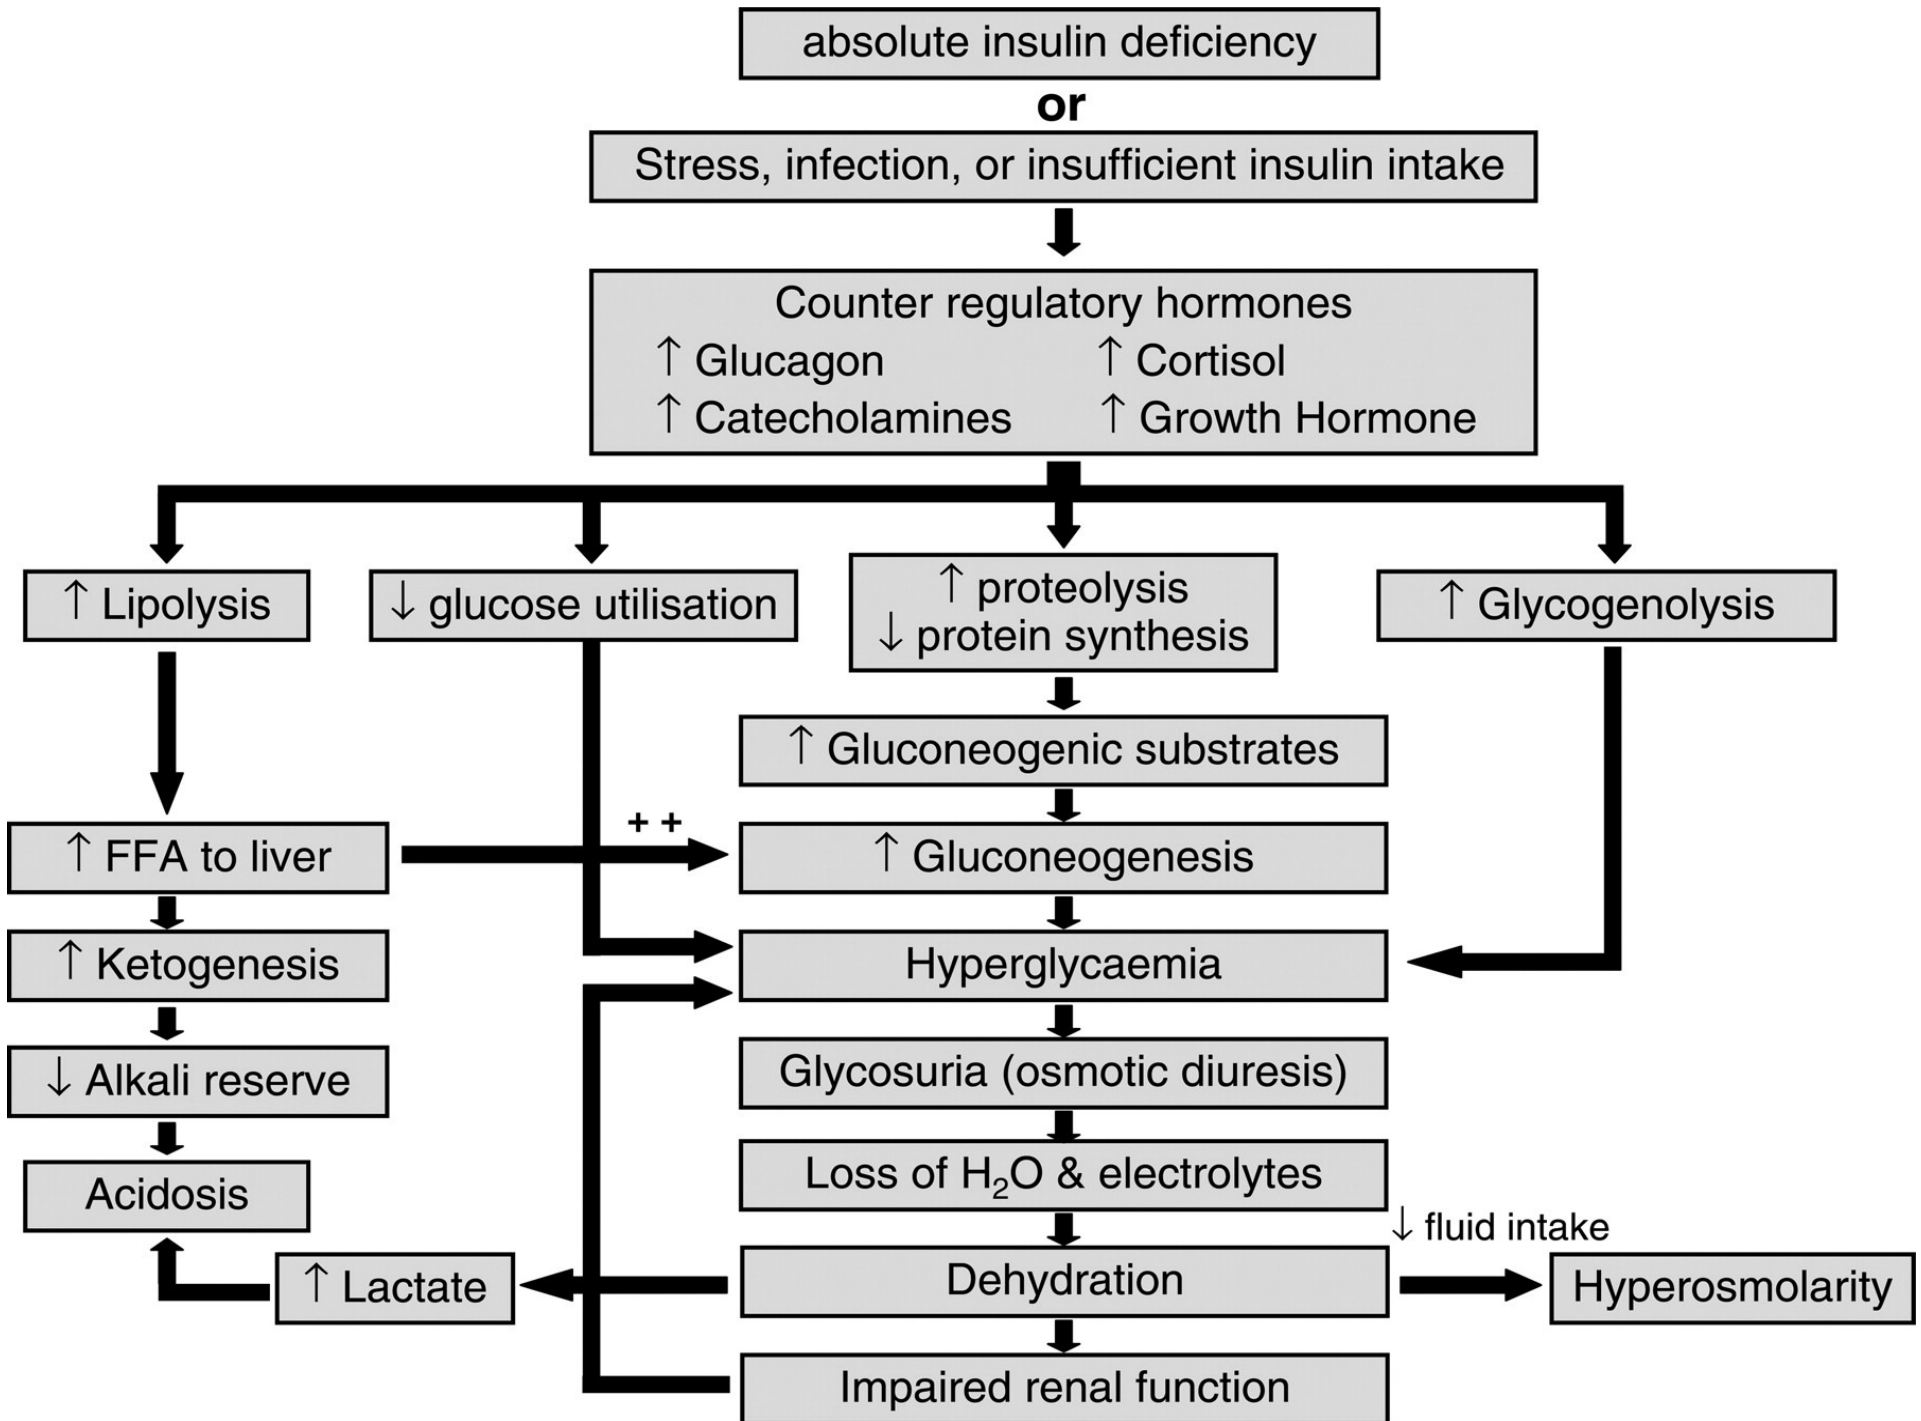 absolute insulin deficiency
or
Stress, infection, or insufficient insulin intake
Counter regulatory hormones
↑ Glucagon ↑ Cortisol
↑ Catecholamines ↑ Growth Hormone
↑ Lipolysis
↓ glucose utilisation
↑ proteolysis
↓ protein synthesis
↑ Glycogenolysis
↑ Gluconeogenic substrates
↑ FFA to liver
+ +
↑ Gluconeogenesis
↑ Ketogenesis
Hyperglycaemia
↓ Alkali reserve
Glycosuria (osmotic diuresis)
Acidosis
Loss of H₂O & electrolytes
↓ fluid intake
↑ Lactate
Dehydration
Hyperosmolarity
Impaired renal function